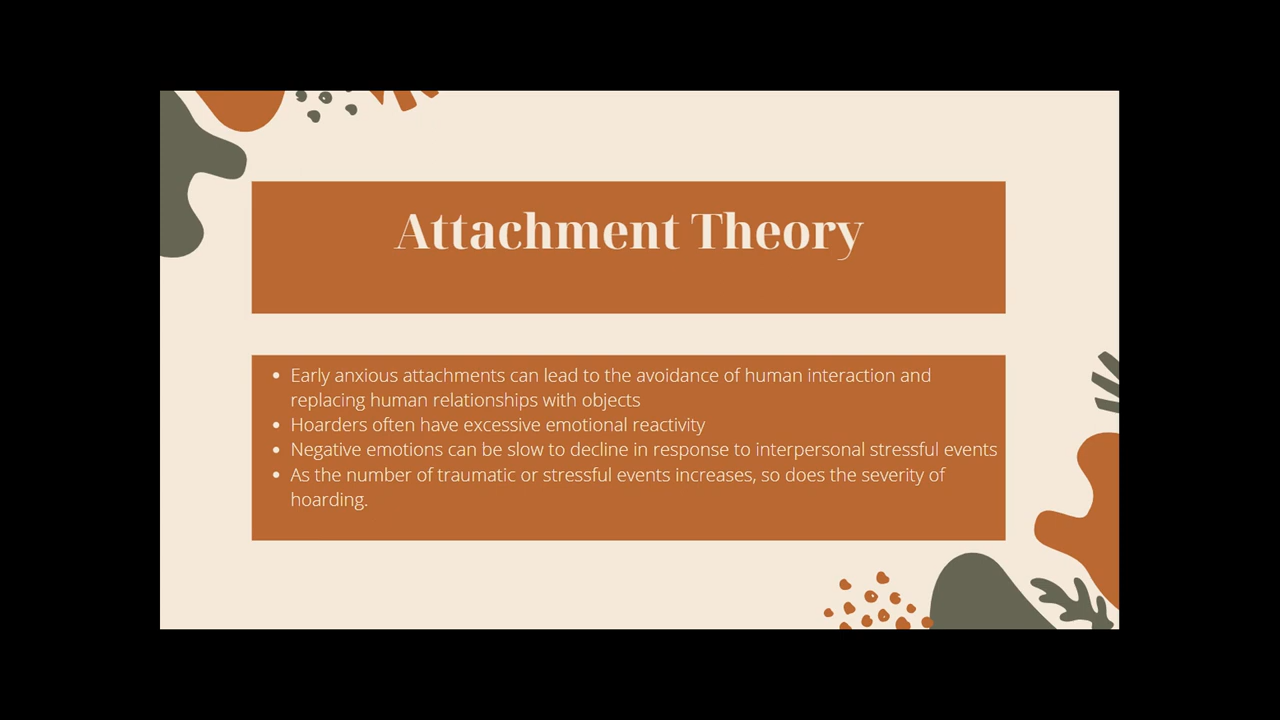 Attachment Theory
• Early anxious attachments can lead to the avoidance of human interaction and
replacing human relationships with objects
• Hoarders often have excessive emotional reactivity
• Negative emotions can be slow to decline in response to interpersonal stressful events
• As the number of traumatic or stressful events increases, so does the severity of
hoarding.